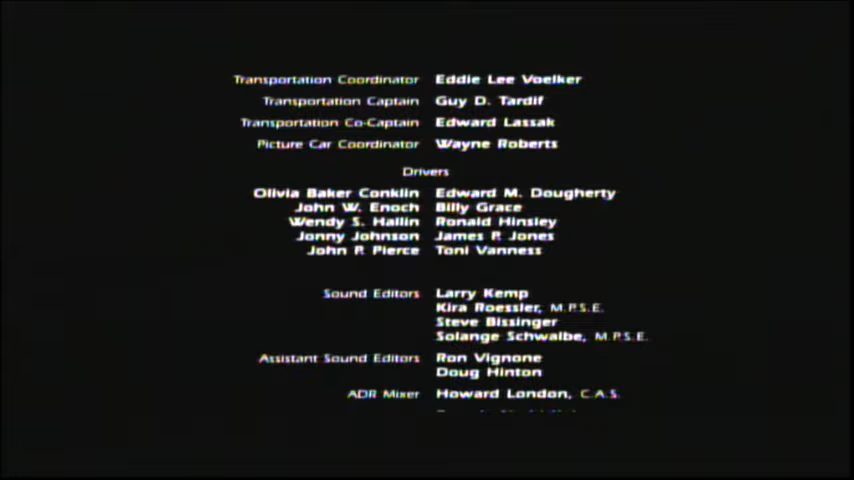 Transportation Coordinator Eddie Lee Voelker
Transportation Captain Guy D. Tardif
Transportation Co-Captain Edward Lassak
Picture Car Coordinator Wayne Roberts
Drivers
Olivia Baker Conklin Edward M. Dougherty
John W. Enoch Billy Grace
Wendy S. Hallin Ronald Hinsley
Jonny Johnson James P. Jones
John P. Pierce Toni Vanness
Sound Editors Larry Kemp
Kira Roessler, M.P.S.E.
Steve Bissinger
Solange Schwalbe, M.P.S.E.
Assistant Sound Editors Ron Vignone
Doug Hinton
ADR Mixer Howard London, C.A.S.